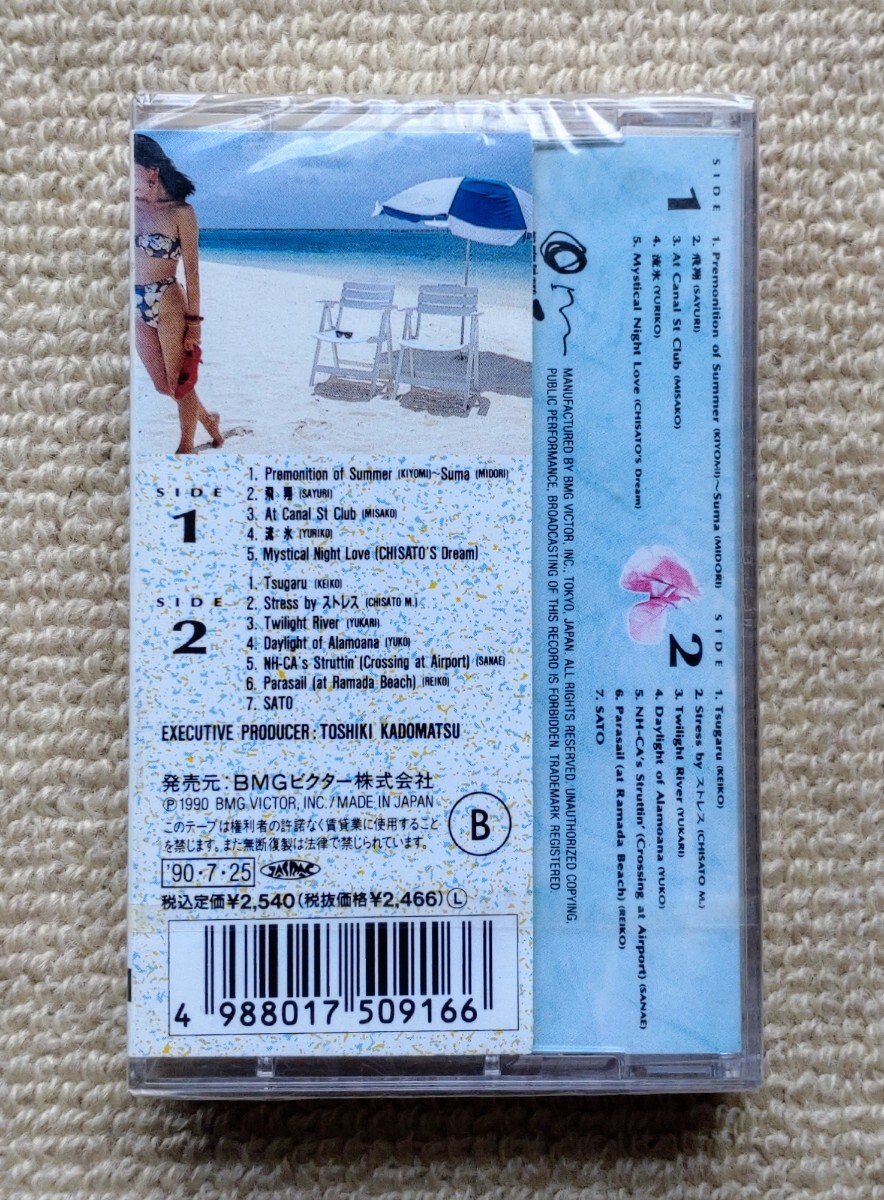 1. Premonition of Summer (KIYOMI)~Suma (MIDORI)
SIDE
1
2. 飛翔 (SAYURI)
3. At Canal St Club (MISAKO)
4. 流氷 (YURIKO)
5. Mystical Night Love (CHISATO'S Dream)
SIDE
2
1. Tsugaru (KEIKO)
2. Stress by ストレス (CHISATO M.)
3. Twilight River (YUKARI)
4. Daylight of Alamoana (YUKO)
5. NH-CA's Struttin' (Crossing at Airport) (SANAE)
6. Parasail (at Ramada Beach) (REIKO)
7. SATO
EXECUTIVE PRODUCER : TOSHIKI KADOMATSU
発売元:BMGビクター株式会社
Ⓟ1990 BMG VICTOR, INC./MADE IN JAPAN
このテープは権利者の許諾なく賃貸業に使用すること
を禁じます。また無断複製は法律で禁じられています。
B
'90・7・25
JASRAC
税込定価¥2,540(税抜価格¥2,466) Ⓛ
4 988017 509166
SIDE
1
1. Premonition of Summer (KIYOMI)~Suma (MIDORI)
2. 飛翔 (SAYURI)
3. At Canal St Club (MISAKO)
4. 流氷 (YURIKO)
5. Mystical Night Love (CHISATO'S Dream)
SIDE
2
1. Tsugaru (KEIKO)
2. Stress by ストレス (CHISATO M.)
3. Twilight River (YUKARI)
4. Daylight of Alamoana (YUKO)
5. NH-CA's Struttin' (Crossing at Airport) (SANAE)
6. Parasail (at Ramada Beach) (REIKO)
7. SATO
MANUFACTURED BY BMG VICTOR, INC., TOKYO, JAPAN. ALL RIGHTS RESERVED. UNAUTHORIZED COPYING,
PUBLIC PERFORMANCE, BROADCASTING OF THIS RECORD IS FORBIDDEN. TRADEMARK REGISTERED.